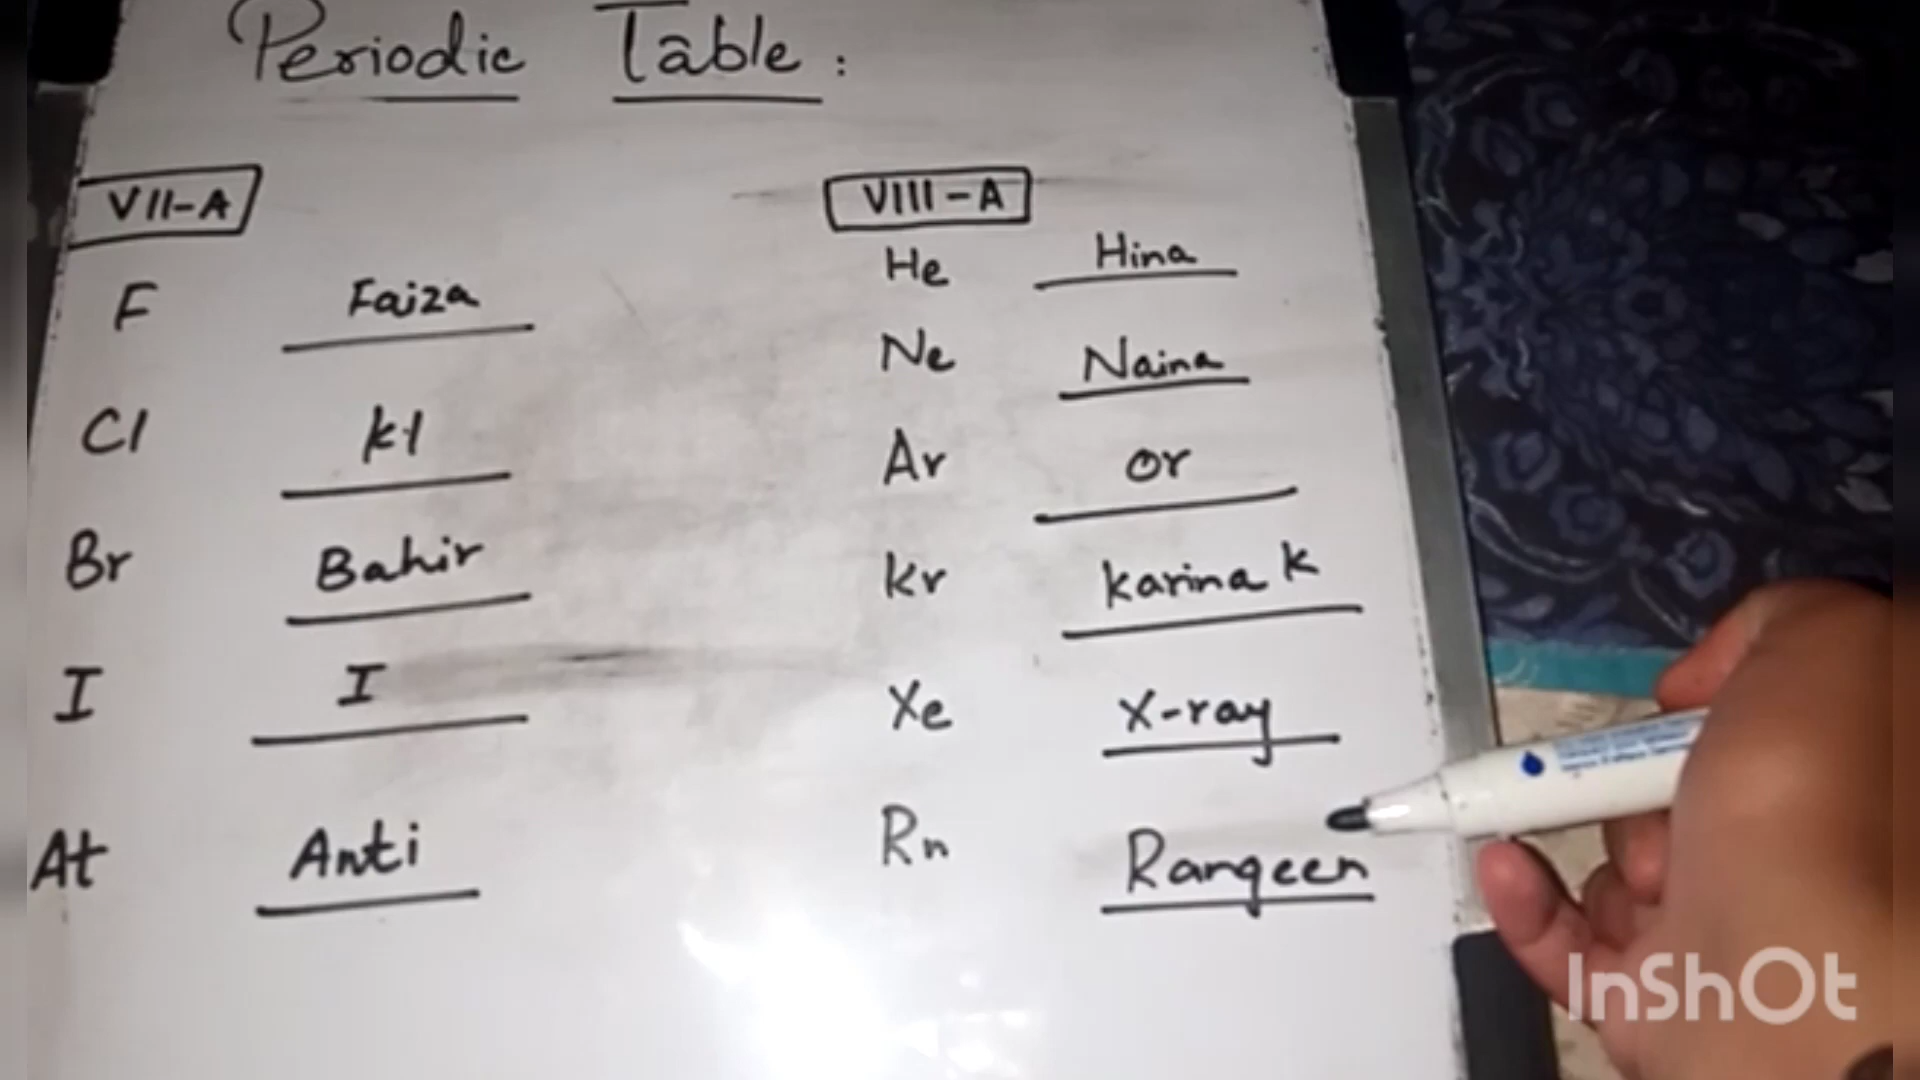 Periodic Table :
VII-A VIII-A
He Hina
F Faiza
Ne Naina
Cl kl
Ar or
Br Bahir
Kr Karina K
I I
Xe X-ray
At Anti
Rn Rangeen
InShOt